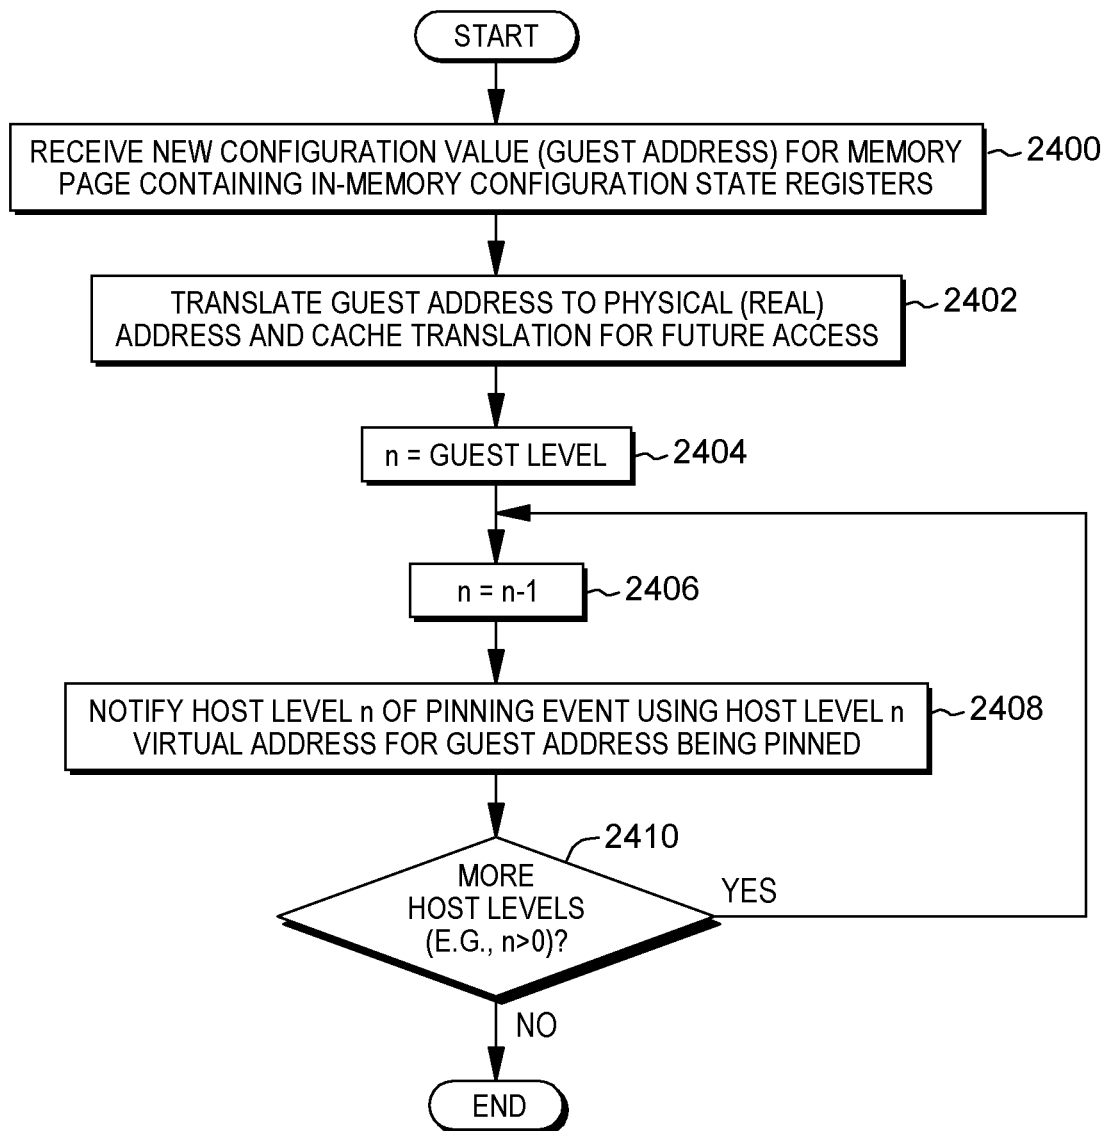 START
RECEIVE NEW CONFIGURATION VALUE (GUEST ADDRESS) FOR MEMORY
PAGE CONTAINING IN-MEMORY CONFIGURATION STATE REGISTERS
2400
TRANSLATE GUEST ADDRESS TO PHYSICAL (REAL)
ADDRESS AND CACHE TRANSLATION FOR FUTURE ACCESS
2402
n = GUEST LEVEL
2404
n = n-1
2406
NOTIFY HOST LEVEL n OF PINNING EVENT USING HOST LEVEL n
VIRTUAL ADDRESS FOR GUEST ADDRESS BEING PINNED
2408
2410
MORE
HOST LEVELS
(E.G., n>0)?
YES
NO
END